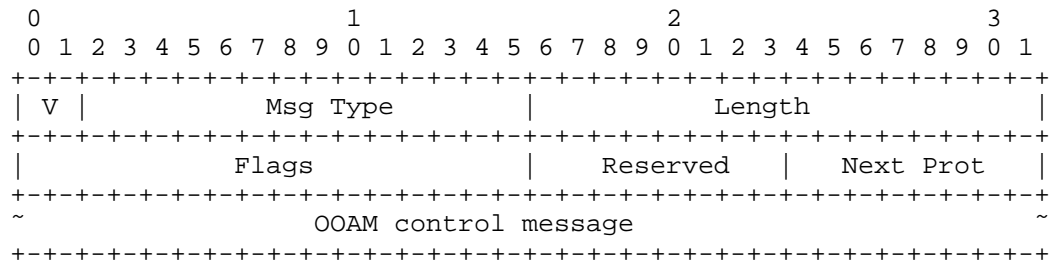 0                   1                   2                   3
 0 1 2 3 4 5 6 7 8 9 0 1 2 3 4 5 6 7 8 9 0 1 2 3 4 5 6 7 8 9 0 1
+-+-+-+-+-+-+-+-+-+-+-+-+-+-+-+-+-+-+-+-+-+-+-+-+-+-+-+-+-+-+-+-+
| V |         Msg Type          |            Length             |
+-+-+-+-+-+-+-+-+-+-+-+-+-+-+-+-+-+-+-+-+-+-+-+-+-+-+-+-+-+-+-+-+
|             Flags             |    Reserved   |   Next Prot   |
+-+-+-+-+-+-+-+-+-+-+-+-+-+-+-+-+-+-+-+-+-+-+-+-+-+-+-+-+-+-+-+-+
~                  OOAM control message                         ~
+-+-+-+-+-+-+-+-+-+-+-+-+-+-+-+-+-+-+-+-+-+-+-+-+-+-+-+-+-+-+-+-+